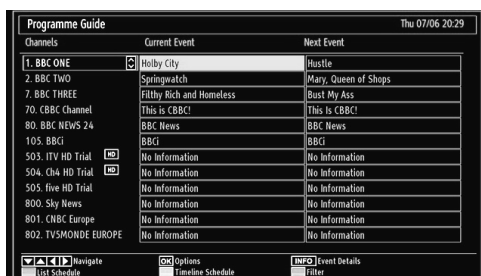 Programme Guide Thu 07/06 20:29
Channels Current Event Next Event
1. BBC ONE Holby City Hustle
2. BBC TWO Springwatch Mary, Queen of Shops
7. BBC THREE Filthy Rich and Homeless Bust My Ass
70. CBBC Channel This is CBBC! This Is CBBC!
80. BBC NEWS 24 BBC News BBC News
105. BBCi BBCi BBCi
503. ITV HD Trial HD No Information No Information
504. Ch4 HD Trial HD No Information No Information
505. five HD Trial No Information No Information
800. Sky News No Information No Information
801. CNBC Europe No Information No Information
802. TV5MONDE EUROPE No Information No Information
Navigate OK Options INFO Event Details
List Schedule Timeline Schedule Filter